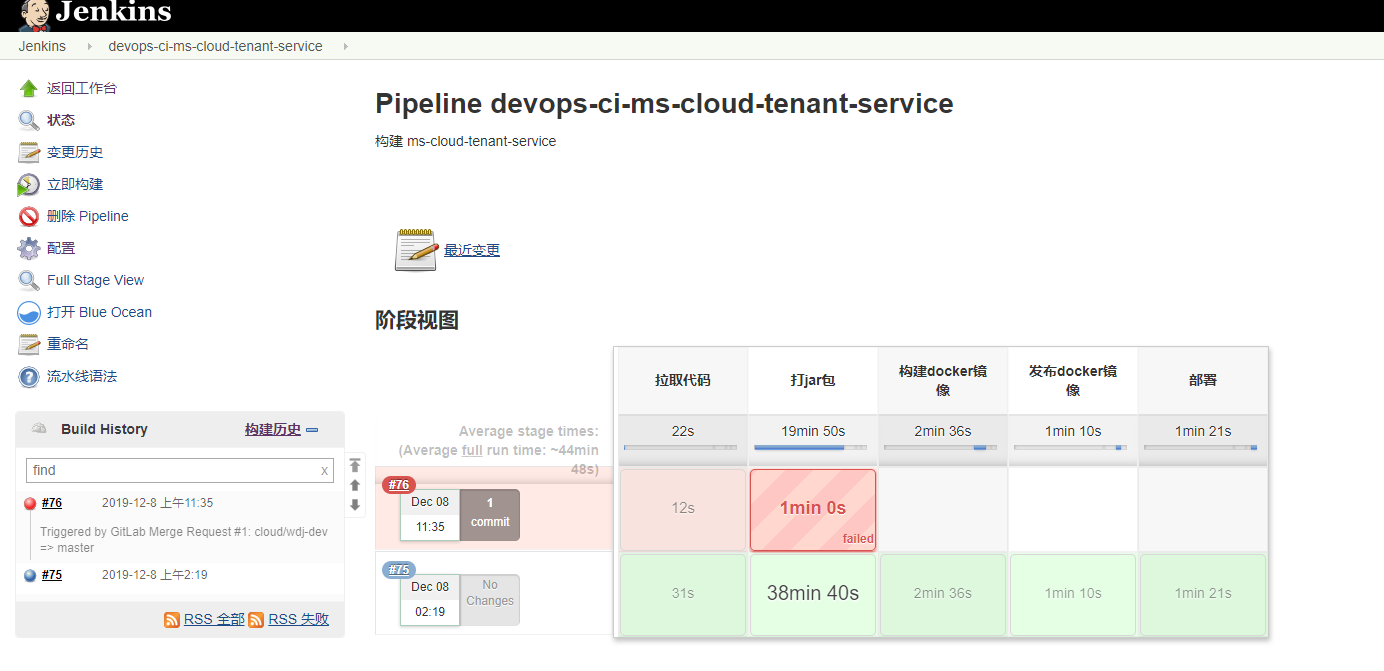 Jenkins
Jenkins
devops-ci-ms-cloud-tenant-service
返回工作台
状态
变更历史
立即构建
删除 Pipeline
配置
Full Stage View
打开 Blue Ocean
重命名
流水线语法
Build History
构建历史
find
x
#76
2019-12-8 上午11:35
Triggered by GitLab Merge Request #1: cloud/wdj-dev
=> master
#75
2019-12-8 上午2:19
RSS 全部
RSS 失败
Pipeline devops-ci-ms-cloud-tenant-service
构建 ms-cloud-tenant-service
最近变更
阶段视图
拉取代码
打jar包
构建docker镜
像
发布docker镜
像
部署
Average stage times:
(Average full run time: ~44min
48s)
22s
19min 50s
2min 36s
1min 10s
1min 21s
#76
Dec 08
11:35
1
commit
12s
1min 0s
failed
#75
Dec 08
02:19
No
Changes
31s
38min 40s
2min 36s
1min 10s
1min 21s